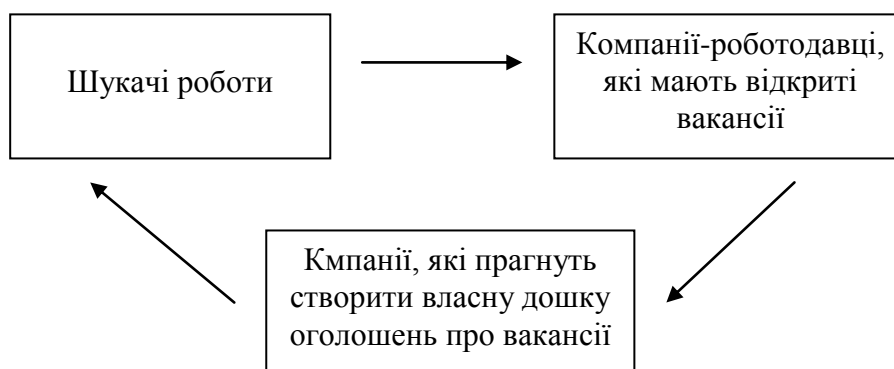 Шукачі роботи
Компанії-роботодавці,
які мають відкриті
вакансії
Кмпанії, які прагнуть
створити власну дошку
оголошень про вакансії